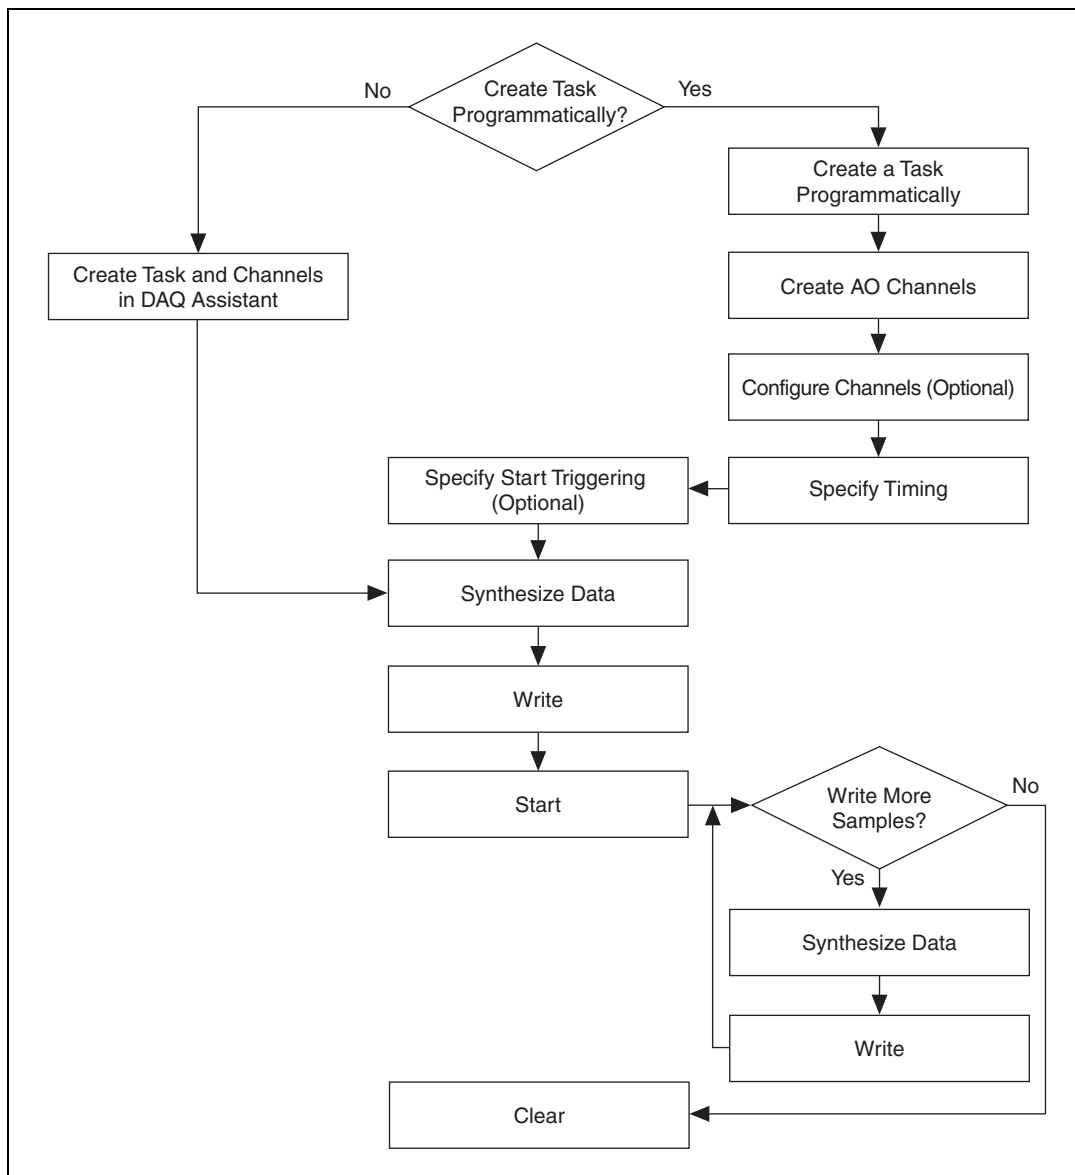 Create Task
Programmatically?
No
Yes
Create a Task
Programmatically
Create Task and Channels
in DAQ Assistant
Create AO Channels
Configure Channels (Optional)
Specify Start Triggering
(Optional)
Specify Timing
Synthesize Data
Write
Start
Write More
Samples?
No
Yes
Synthesize Data
Write
Clear